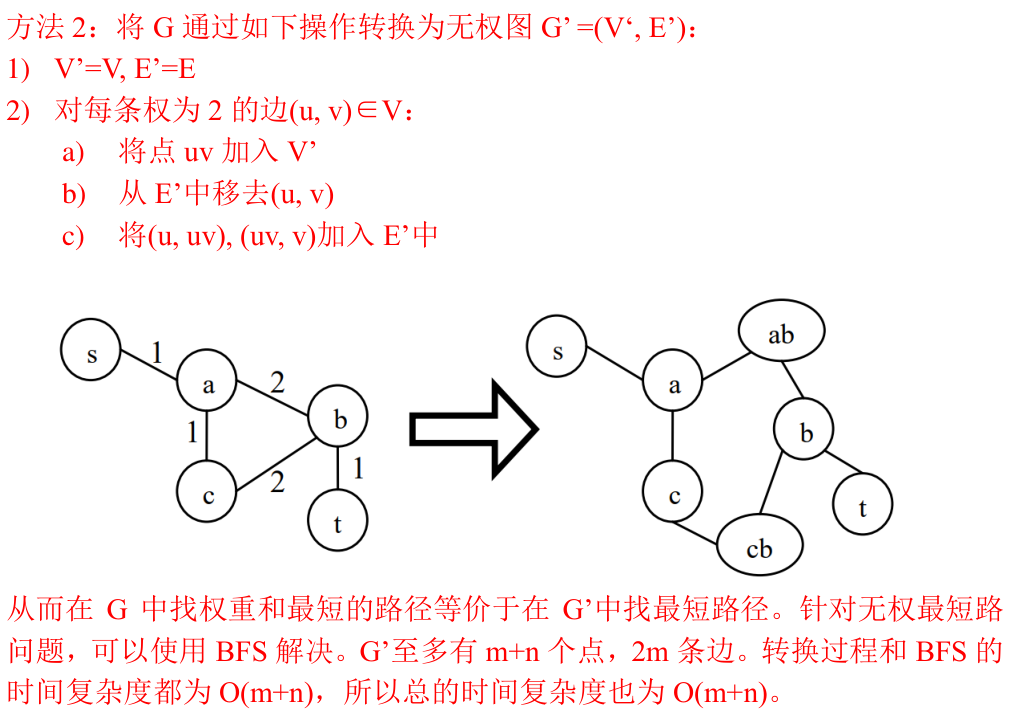 方法 2：将 G 通过如下操作转换为无权图 G’ =(V‘, E’)：
1) V’=V, E’=E
2) 对每条权为 2 的边(u, v)∈V：
a) 将点 uv 加入 V’
b) 从 E’中移去(u, v)
c) 将(u, uv), (uv, v)加入 E’中
s 1 a 2 b 1 c 2 1 t
s a ab b c cb t
从而在 G 中找权重和最短的路径等价于在 G’中找最短路径。针对无权最短路
问题，可以使用 BFS 解决。G’至多有 m+n 个点，2m 条边。转换过程和 BFS 的
时间复杂度都为 O(m+n)，所以总的时间复杂度也为 O(m+n)。